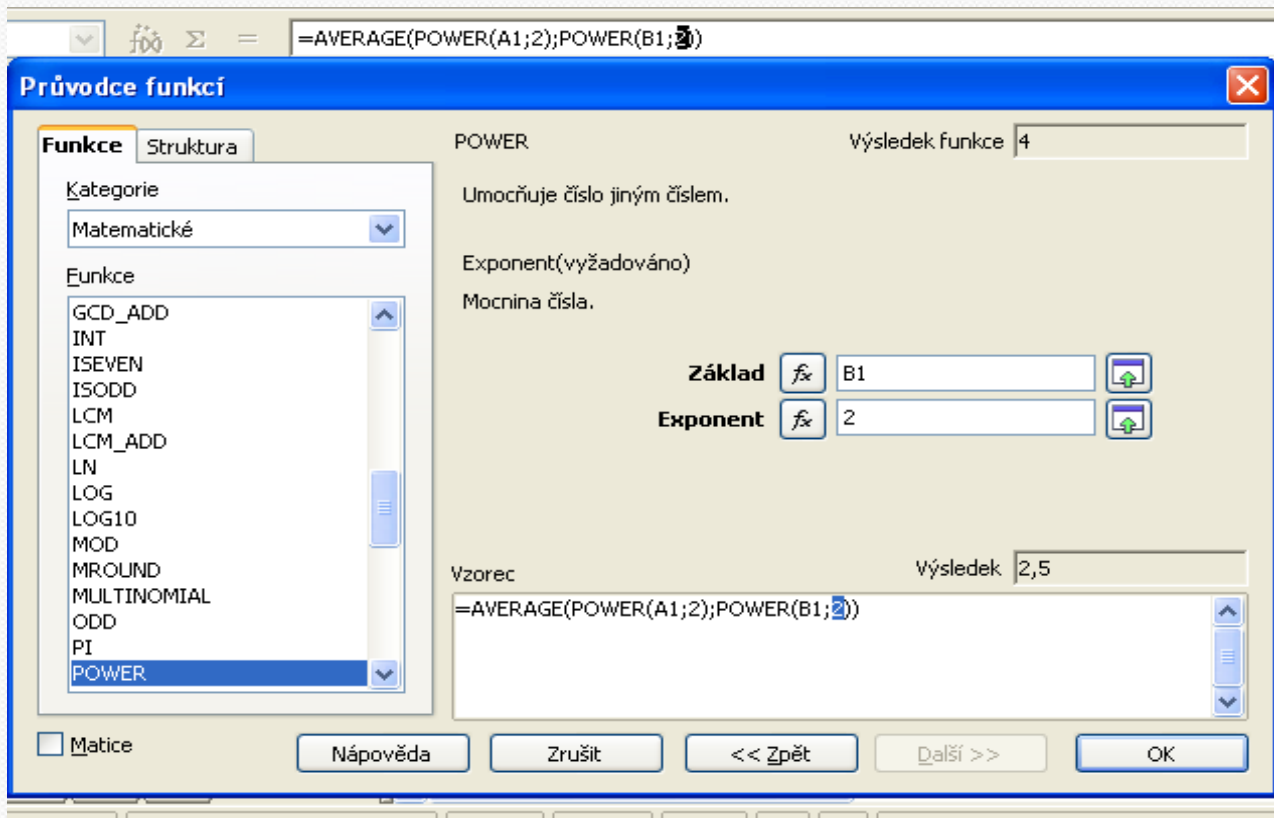 =AVERAGE(POWER(A1;2);POWER(B1;2))
Průvodce funkcí
Funkce Struktura
Kategorie
Matematické
Funkce
GCD_ADD
INT
ISEVEN
ISODD
LCM
LCM_ADD
LN
LOG
LOG10
MOD
MROUND
MULTINOMIAL
ODD
PI
POWER
Matice
POWER Výsledek funkce 4
Umocňuje číslo jiným číslem.
Exponent(vyžadováno)
Mocnina čísla.
Základ fx B1
Exponent fx 2
Vzorec Výsledek 2,5
=AVERAGE(POWER(A1;2);POWER(B1;2))
Nápověda Zrušit << Zpět Další >> OK